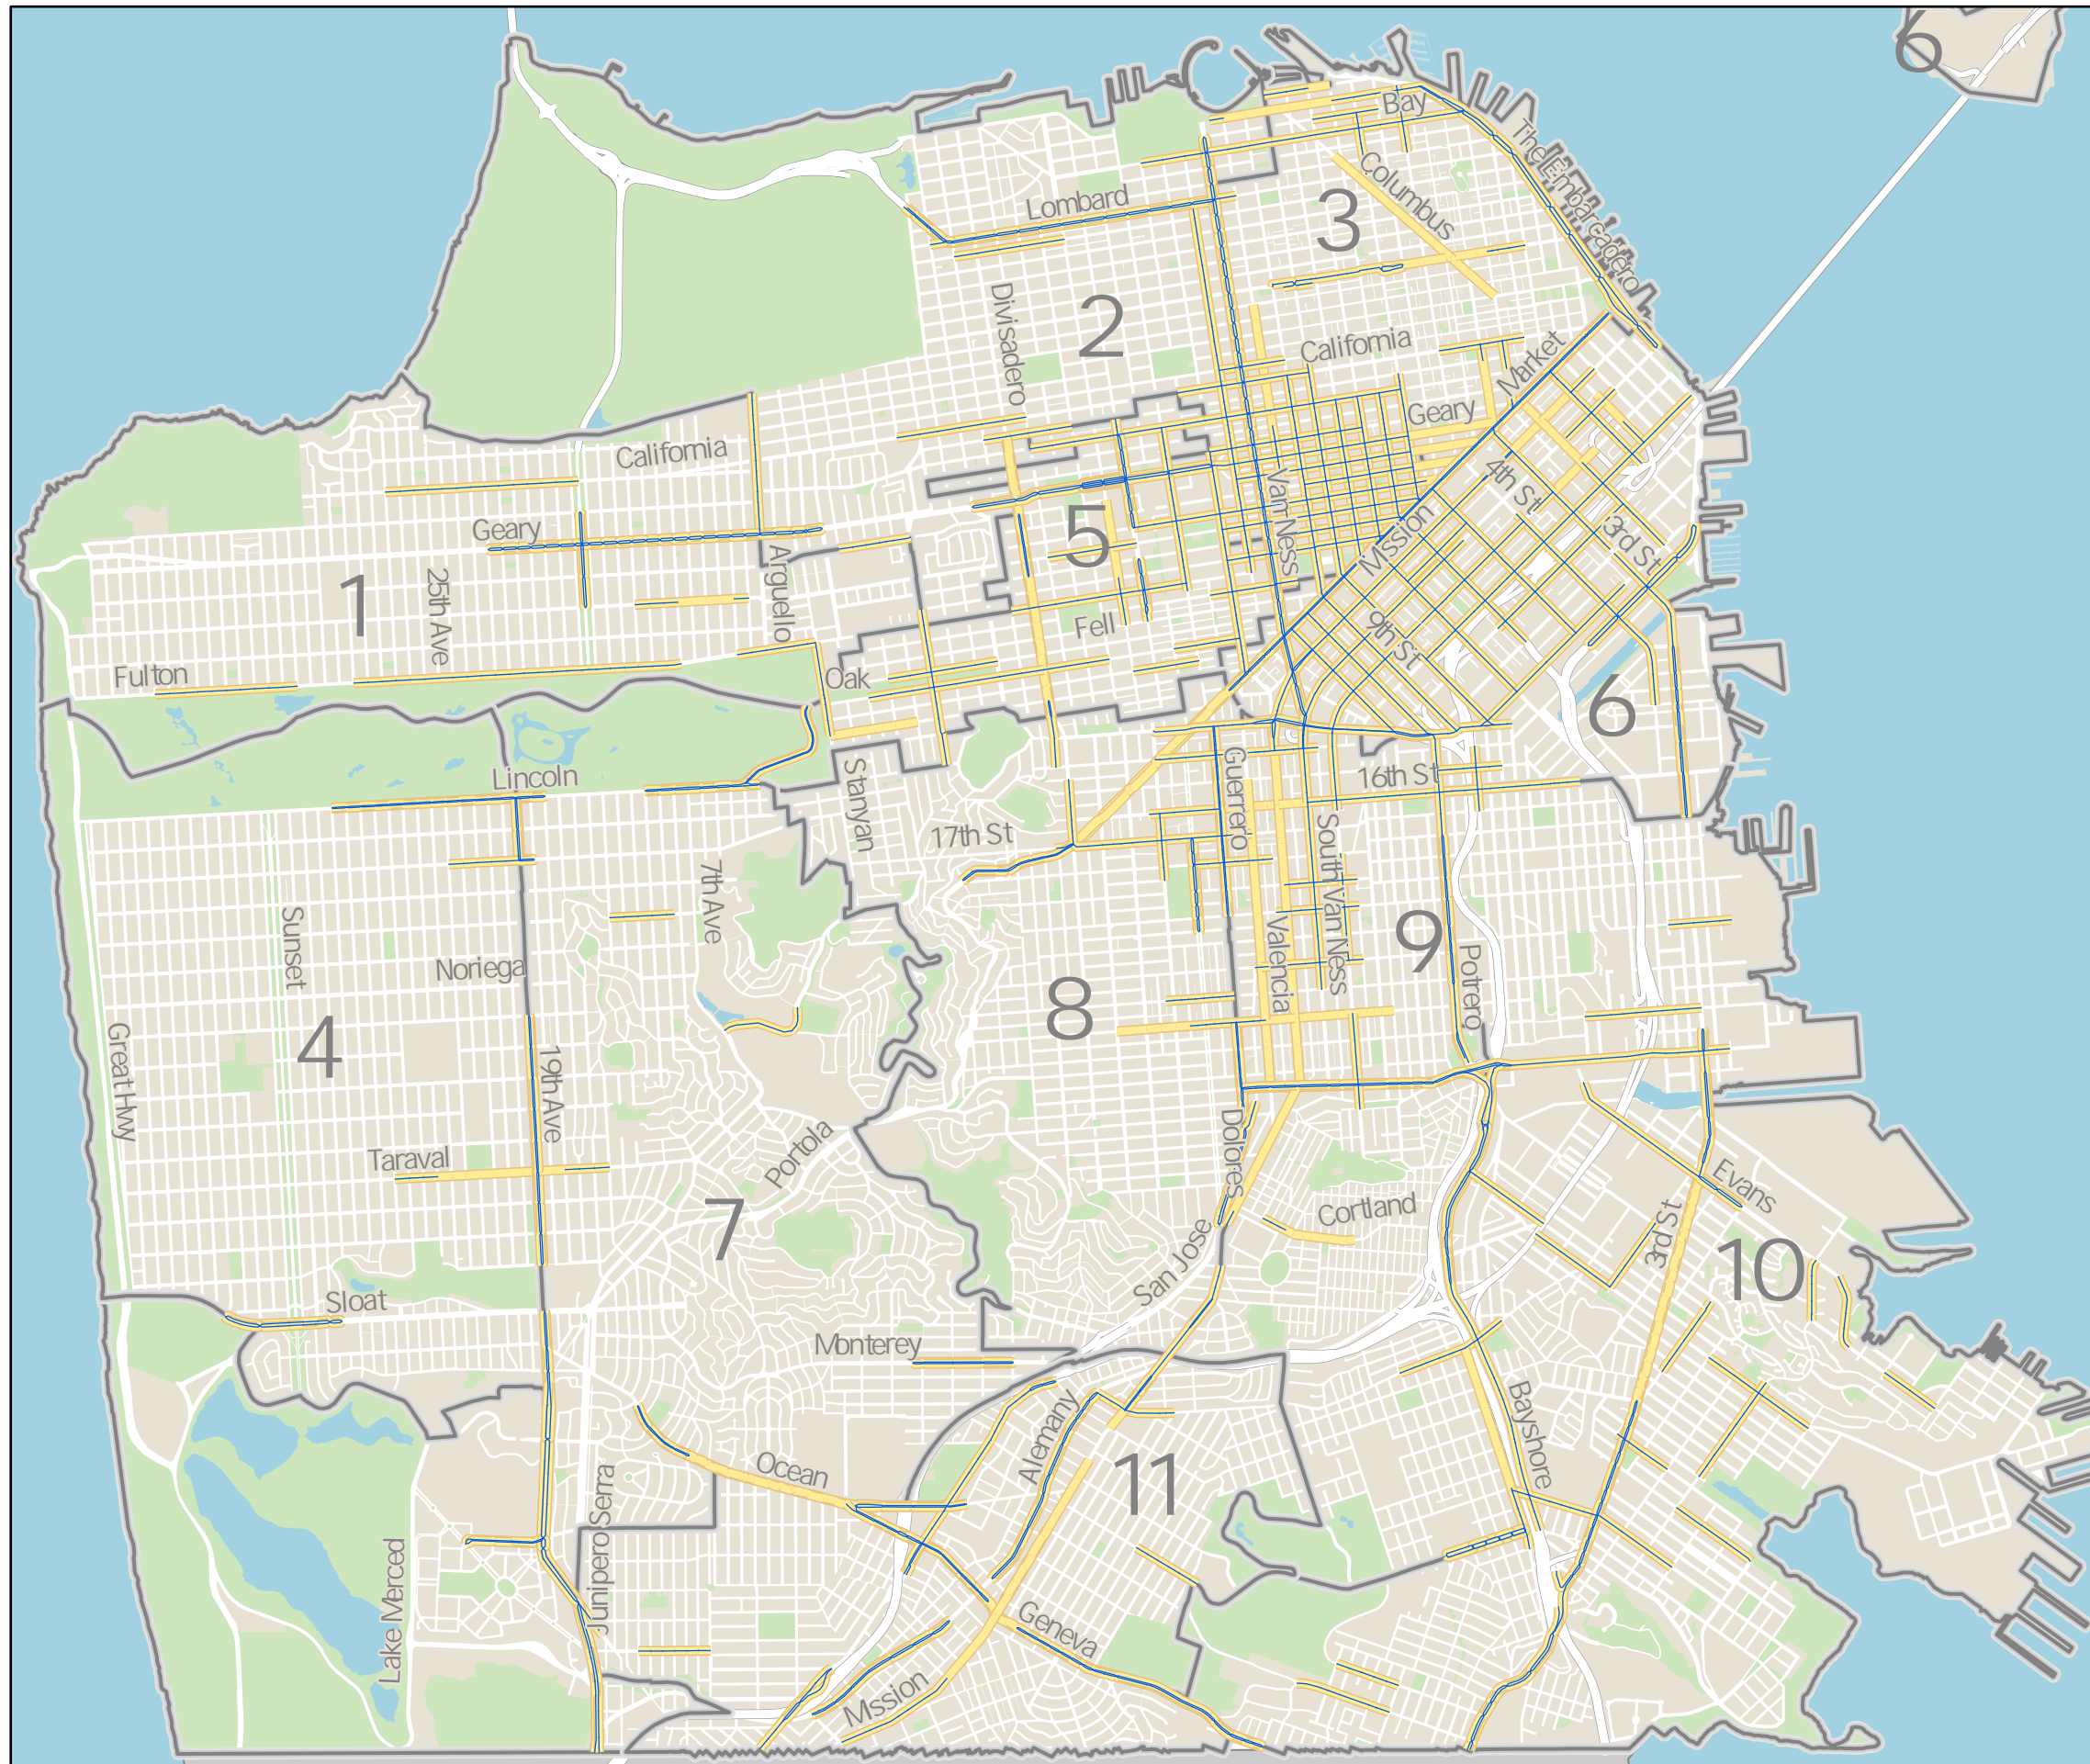 6
Bay
The Embarcadero
Columbus
Lombard
3
Divisadero
2
California
Market
Geary
California
Van Ness
4th St
Geary
5
3rd St
Mission
Arguello
1
25th Ave
Fell
9th St
Fulton
Oak
6
Lincoln
Stanyan
Guerrero
16th St
17th St
South Van Ness
7th Ave
Sunset
Noriega
Valencia
9
Potrero
8
4
Great Hwy
19th Ave
Taraval
Portola
Dolores
Evans
7
Cortland
3rd St
San Jose
10
Sloat
Monterey
Bayshore
Alemany
Ocean
11
Junipero Serra
Lake Merced
Geneva
Mission